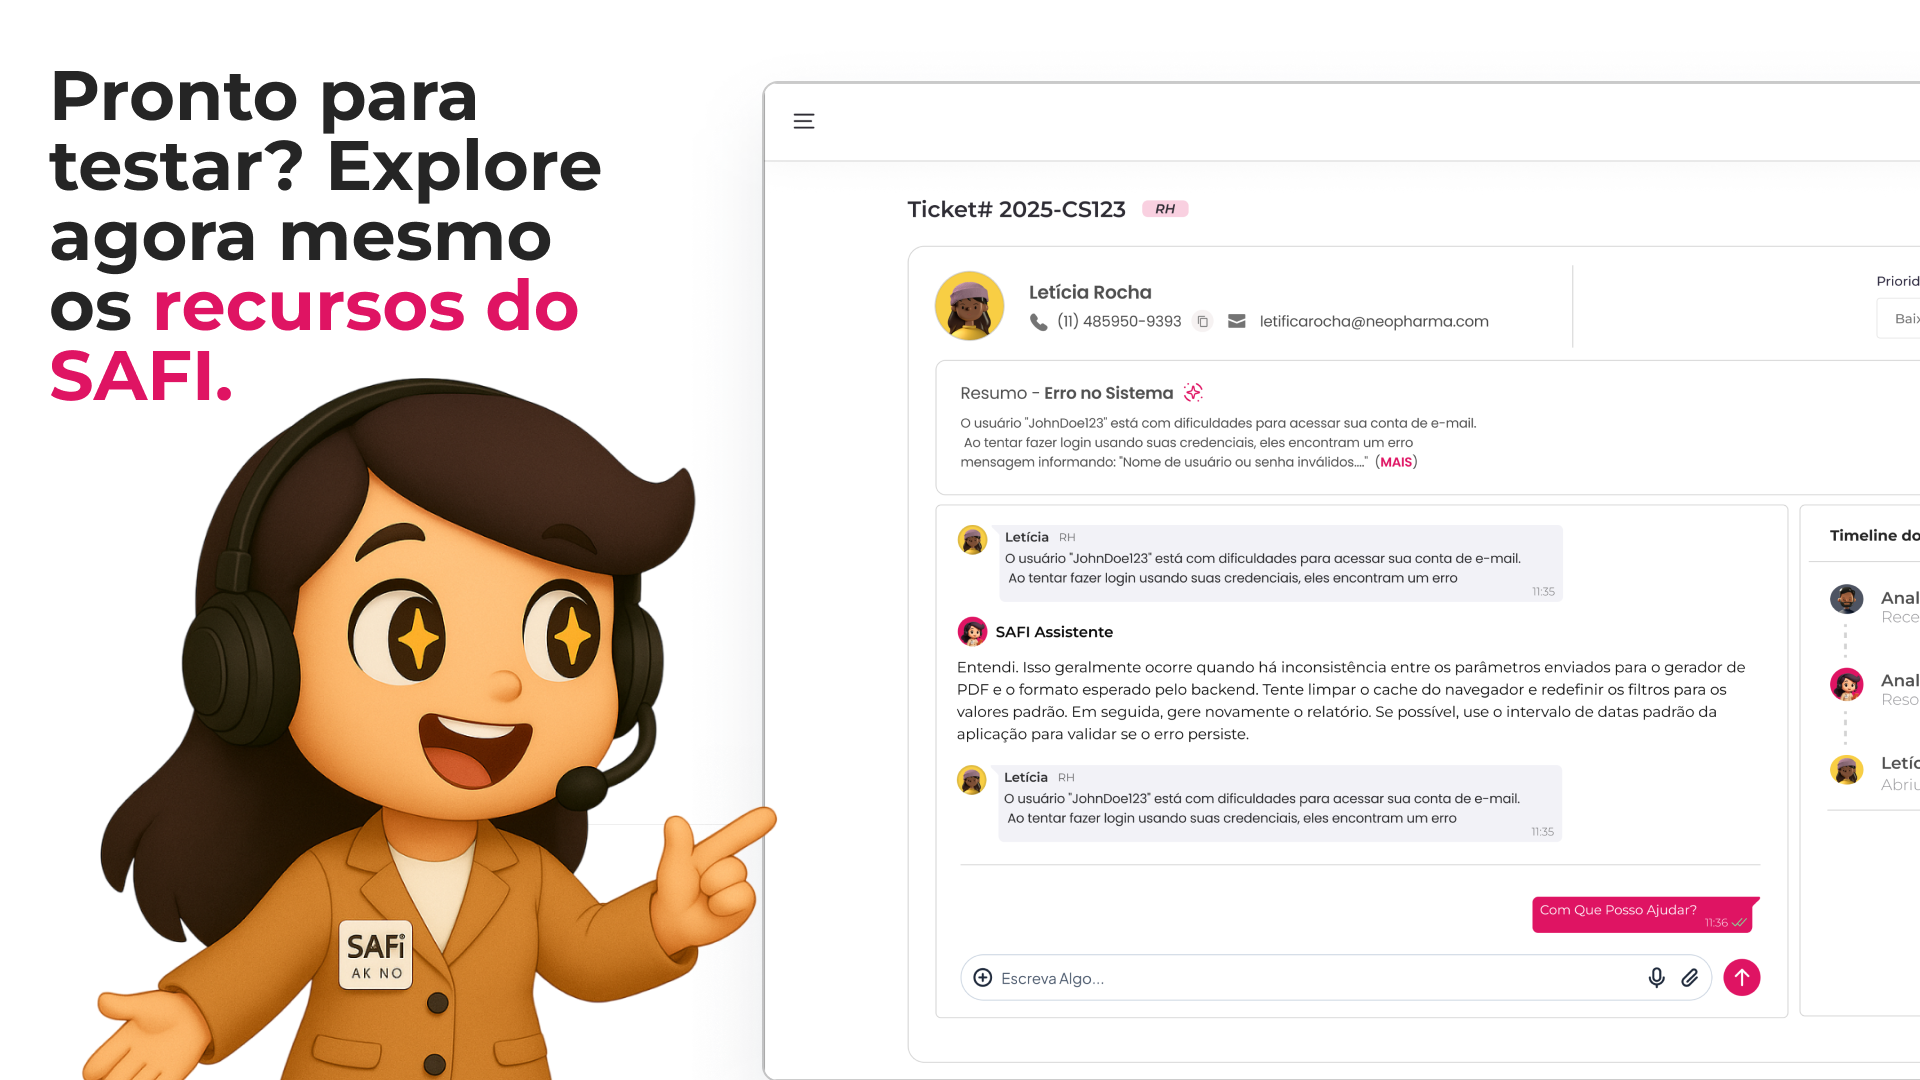 Pronto para
testar? Explore
agora mesmo
os recursos do
SAFI.
SAFi
AK NO
Ticket# 2025-CS123 RH
Letícia Rocha
(11) 485950-9393 letificarocha@neopharma.com
Priorid
Baix
Resumo - Erro no Sistema
O usuário "JohnDoe123" está com dificuldades para acessar sua conta de e-mail.
Ao tentar fazer login usando suas credenciais, eles encontram um erro
mensagem informando: "Nome de usuário ou senha inválidos...." (MAIS)
Letícia RH
O usuário "JohnDoe123" está com dificuldades para acessar sua conta de e-mail.
Ao tentar fazer login usando suas credenciais, eles encontram um erro
11:35
SAFI Assistente
Entendi. Isso geralmente ocorre quando há inconsistência entre os parâmetros enviados para o gerador de
PDF e o formato esperado pelo backend. Tente limpar o cache do navegador e redefinir os filtros para os
valores padrão. Em seguida, gere novamente o relatório. Se possível, use o intervalo de datas padrão da
aplicação para validar se o erro persiste.
Letícia RH
O usuário "JohnDoe123" está com dificuldades para acessar sua conta de e-mail.
Ao tentar fazer login usando suas credenciais, eles encontram um erro
11:35
Com Que Posso Ajudar?
11:36
Escreva Algo...
Timeline do
Anal
Rece
Anal
Reso
Letíc
Abriu